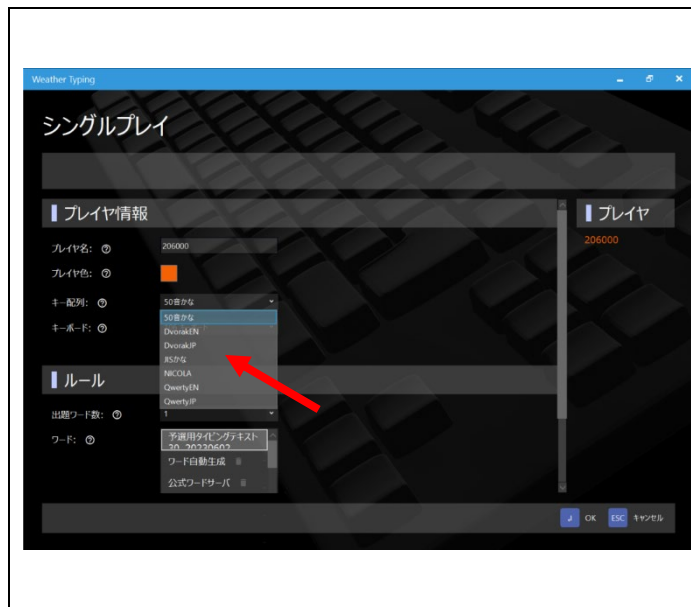 Weather Typing
シングルプレイ
プレイヤ情報
プレイヤ
プレイヤ名:
206000
206000
プレイヤ色:
キー配列:
50音かな
キーボード:
50音かな
DvorakEN
DvorakJP
JISかな
NICOLA
QwertyEN
QwertyJP
ルール
出題ワード数:
1
ワード:
予選用タイピングテキスト
30_20220602
ワード自動生成
公式ワードサーバ
OK
ESC
キャンセル